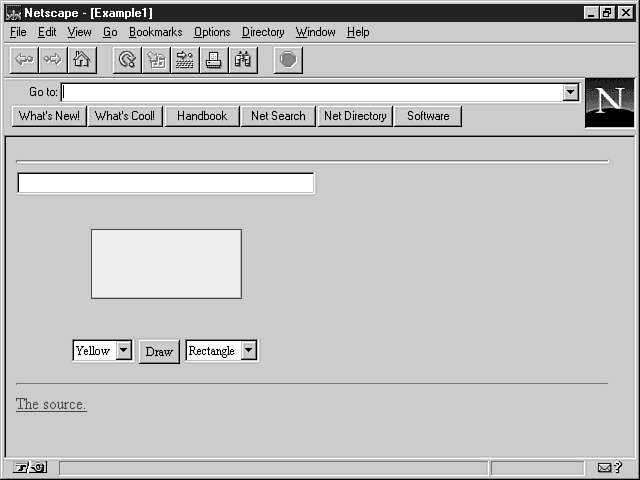 Netscape - [Example1]
File Edit View Go Bookmarks Options Directory Window Help
Go to:
N
What's New! What's Cool! Handbook Net Search Net Directory Software
Yellow Draw Rectangle
The source.
?